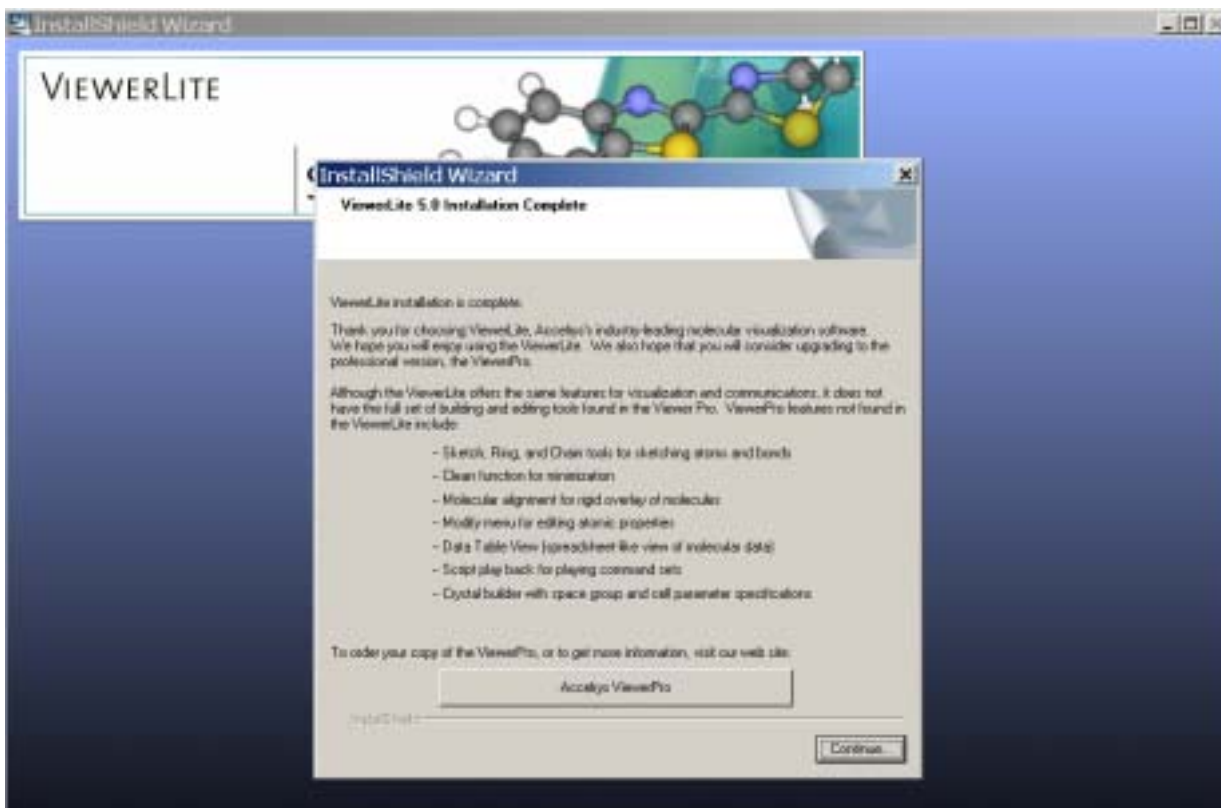 InstallShield Wizard
VIEWERLITE
InstallShield Wizard
ViewerLite 5.0 Installation Complete
ViewerLite installation is complete.
Thank you for choosing ViewerLite, Accelrys's industry-leading molecular visualization software.
We hope you will enjoy using the ViewerLite. We also hope that you will consider upgrading to the
professional version, the ViewerPro.
Although the ViewerLite offers the same features for visualization and communications, it does not
have the full set of building and editing tools found in the Viewer Pro. ViewerPro features not found in
the ViewerLite include:
- Sketch, Ring, and Chain tools for sketching atoms and bonds
- Clean function for minimization
- Molecular alignment for rigid overlay of molecules
- Modify menu for editing atomic properties
- Data Table View (spreadsheet-like view of molecular data)
- Script play back for playing command sets
- Crystal builder with space group and cell parameter specifications
To order your copy of the ViewerPro, or to get more information, visit our web site:
Accelrys ViewerPro
InstallShield
Continue...